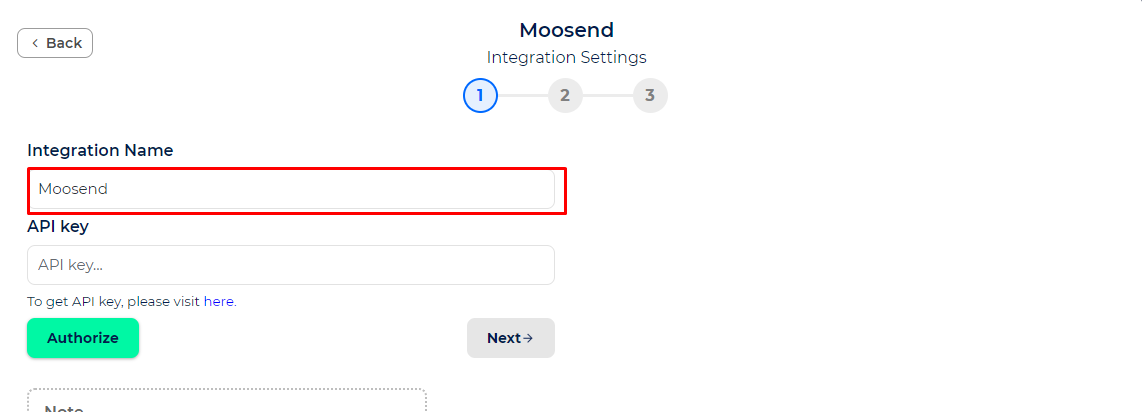 Moosend
Back
Integration Settings
1 2 3
Integration Name
Moosend
API key
API key...
To get API key, please visit here.
Authorize
Next→
Note